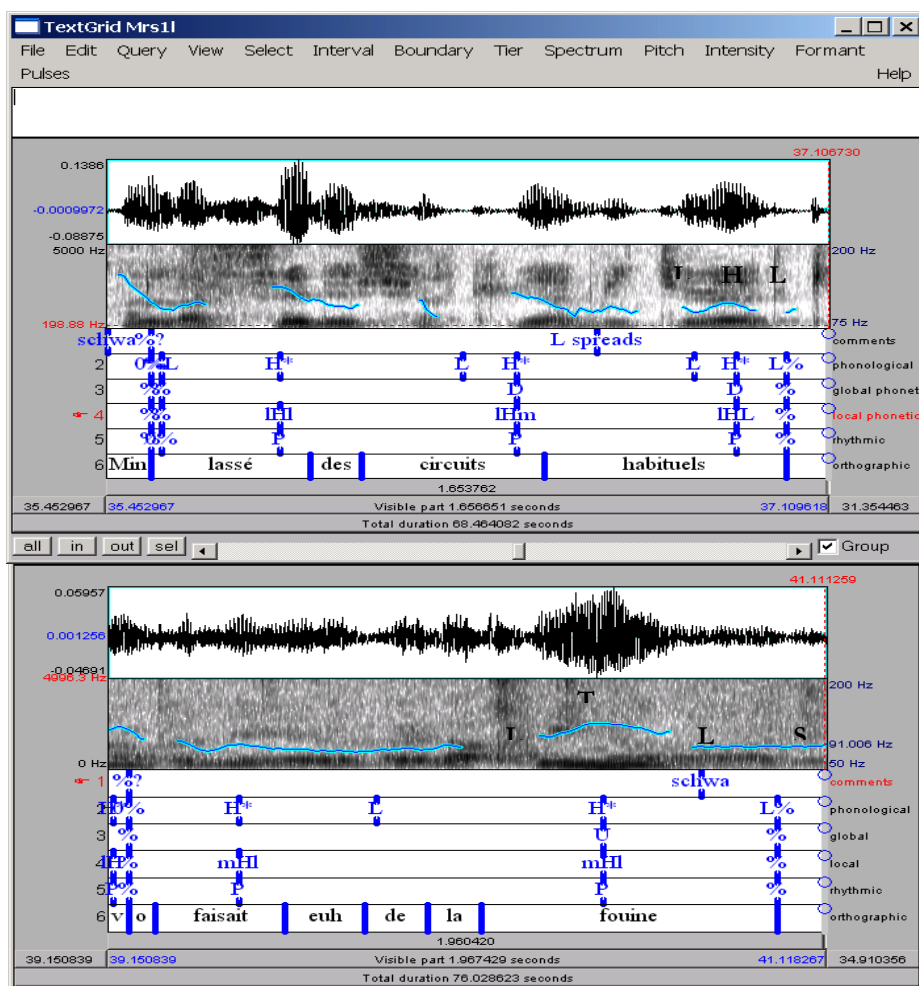 TextGrid Mrs1l
File Edit Query View Select Interval Boundary Tier Spectrum Pitch Intensity Formant
Pulses Help
37.106730
0.1386
-0.0009972
-0.08875
5000 Hz 200 Hz
H L
198.88 Hz 75 Hz
schwa%? L spreads comments
2 0%L H* L H* L H* L% phonological
3 %% D D % global phonet
4 %% lHl lHm lHL % local phonetic
5 % P P P % rhythmic
6 Min lassé des circuits habituels orthographic
1.653762
35.452967 35.452967 Visible part 1.656651 seconds 37.109618 31.354463
Total duration 68.464082 seconds
all in out sel Group
41.111259
0.05957
0.001256
-0.04691
4996.3 Hz 200 Hz
T
L S 91.006 Hz
0 Hz 50 Hz
1 %? schwa comments
2 0% H* L H* L% phonological
3 % U % global
4 % mHl mHl % local
5 P% P P % rhythmic
6 v o faisait euh de la fouine orthographic
1.960420
39.150839 39.150839 Visible part 1.967429 seconds 41.118267 34.910356
Total duration 76.028623 seconds